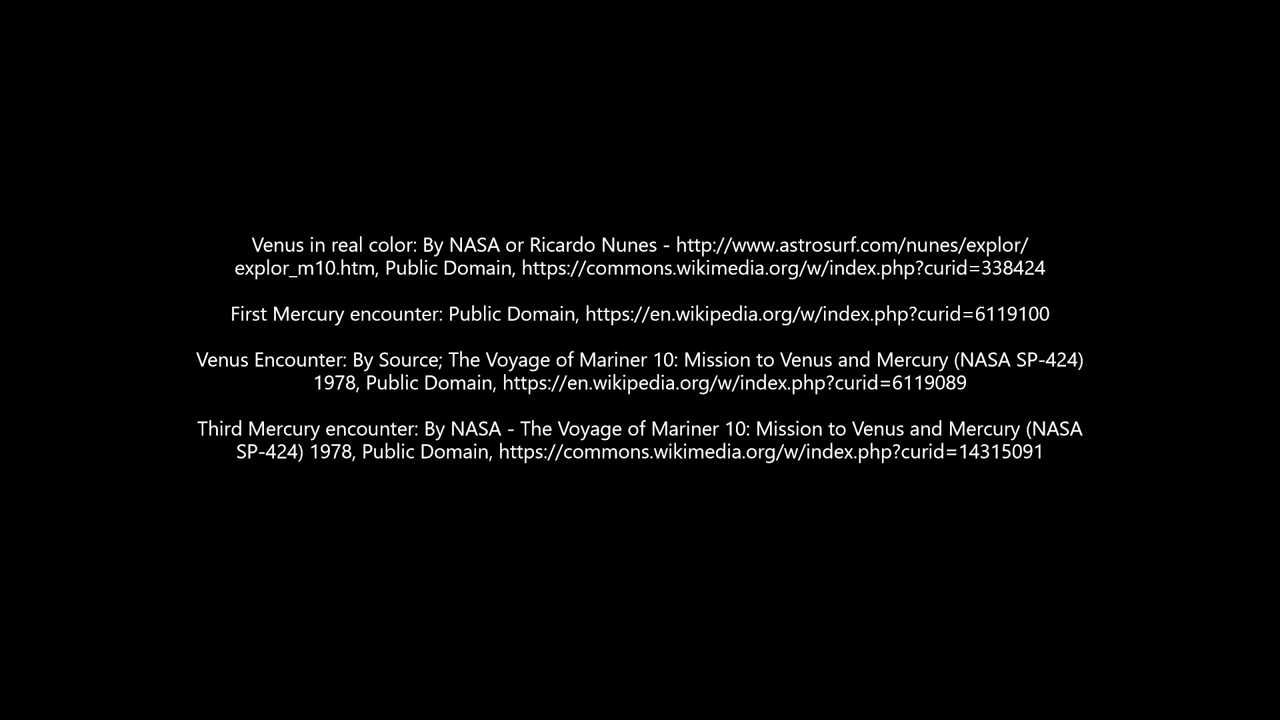 Venus in real color: By NASA or Ricardo Nunes - http://www.astrosurf.com/nunes/explor/
explor_m10.htm, Public Domain, https://commons.wikimedia.org/w/index.php?curid=338424
First Mercury encounter: Public Domain, https://en.wikipedia.org/w/index.php?curid=6119100
Venus Encounter: By Source; The Voyage of Mariner 10: Mission to Venus and Mercury (NASA SP-424)
1978, Public Domain, https://en.wikipedia.org/w/index.php?curid=6119089
Third Mercury encounter: By NASA - The Voyage of Mariner 10: Mission to Venus and Mercury (NASA
SP-424) 1978, Public Domain, https://commons.wikimedia.org/w/index.php?curid=14315091